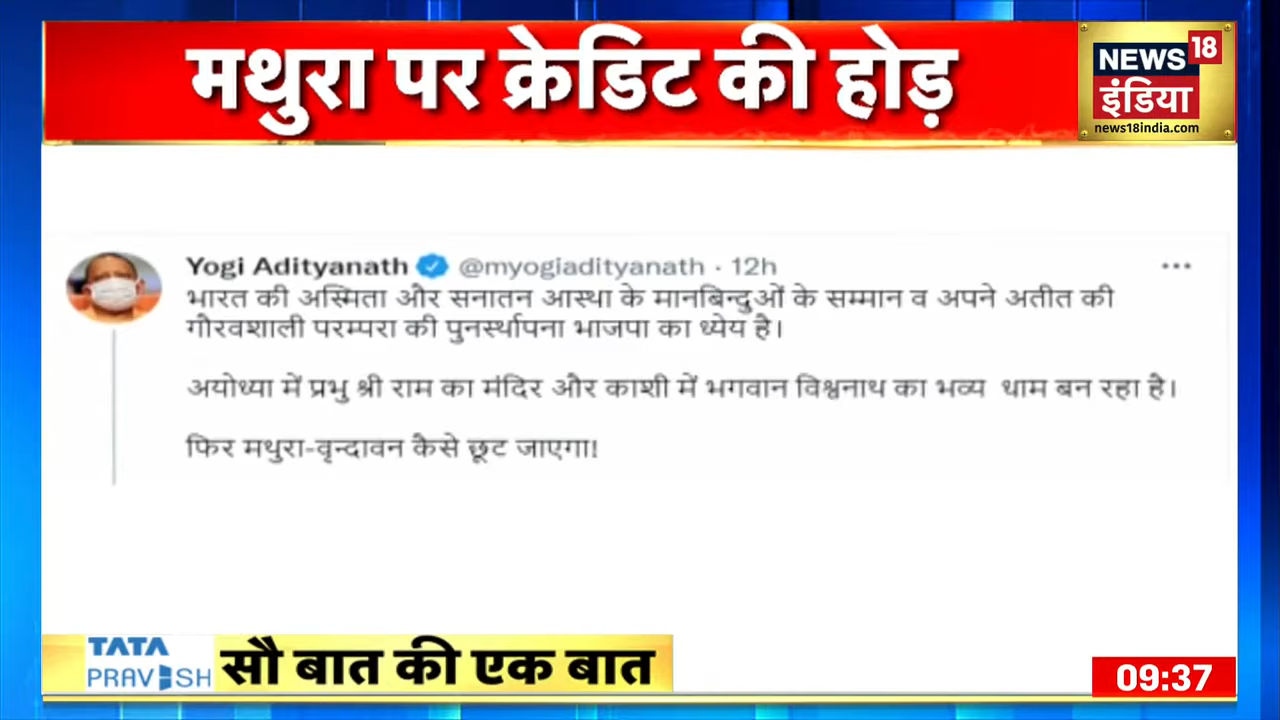 मथुरा पर क्रेडिट की होड़
NEWS 18
इंडिया
news18india.com
Yogi Adityanath @myogiadityanath · 12h
भारत की अस्मिता और सनातन आस्था के मानबिन्दुओं के सम्मान व अपने अतीत की
गौरवशाली परम्परा की पुनर्स्थापना भाजपा का ध्येय है।
अयोध्या में प्रभु श्री राम का मंदिर और काशी में भगवान विश्वनाथ का भव्य धाम बन रहा है।
फिर मथुरा-वृन्दावन कैसे छूट जाएगा!
TATA
PRAVESH
सौ बात की एक बात
09:37